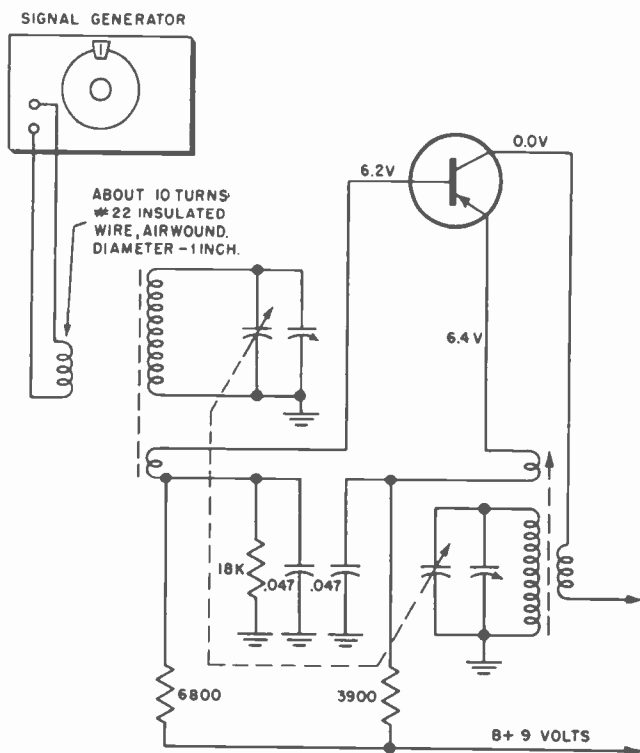 SIGNAL GENERATOR
ABOUT 10 TURNS
#22 INSULATED
WIRE, AIRWOUND.
DIAMETER-1 INCH.
6.2V
0.0V
6.4V
18K
.047
.047
6800
3900
B+ 9 VOLTS